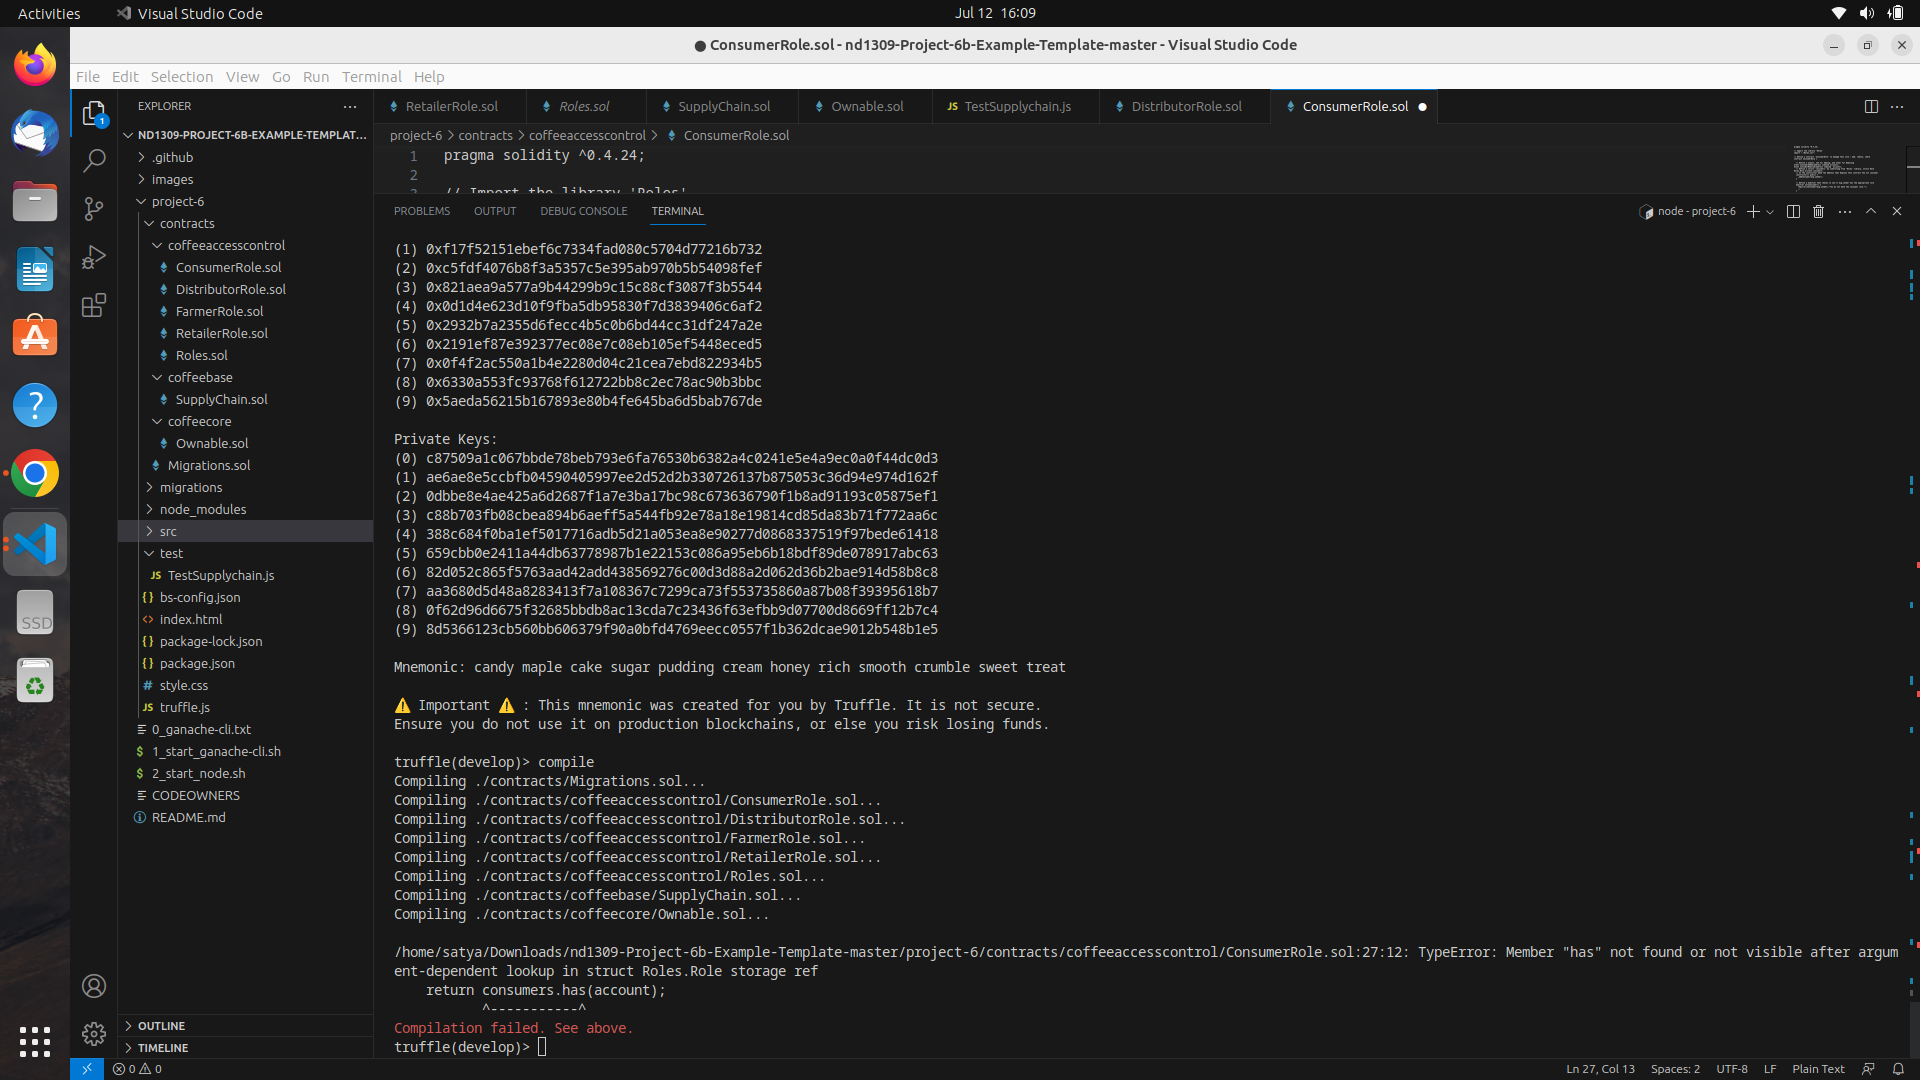 Activities
Visual Studio Code
Jul 12 16:09
ConsumerRole.sol - nd1309-Project-6b-Example-Template-master - Visual Studio Code
File Edit Selection View Go Run Terminal Help
EXPLORER
ND1309-PROJECT-6B-EXAMPLE-TEMPLAT...
.github
images
project-6
contracts
coffeeaccesscontrol
ConsumerRole.sol
DistributorRole.sol
FarmerRole.sol
RetailerRole.sol
Roles.sol
coffeebase
SupplyChain.sol
coffeecore
Ownable.sol
Migrations.sol
migrations
node_modules
src
test
JS TestSupplychain.js
{} bs-config.json
<> index.html
{} package-lock.json
{} package.json
# style.css
JS truffle.js
0_ganache-cli.txt
$ 1_start_ganache-cli.sh
$ 2_start_node.sh
CODEOWNERS
README.md
OUTLINE
TIMELINE
1
SSD
RetailerRole.sol Roles.sol SupplyChain.sol Ownable.sol JS TestSupplychain.js DistributorRole.sol ConsumerRole.sol
project-6 > contracts > coffeeaccesscontrol > ConsumerRole.sol
1 pragma solidity ^0.4.24;
2
3 // Import the library 'Roles'
PROBLEMS OUTPUT DEBUG CONSOLE TERMINAL
node - project-6
(1) 0xf17f52151ebef6c7334fad080c5704d77216b732
(2) 0xc5fdf4076b8f3a5357c5e395ab970b5b54098fef
(3) 0x821aea9a577a9b44299b9c15c88cf3087f3b5544
(4) 0x0d1d4e623d10f9fba5db95830f7d3839406c6af2
(5) 0x2932b7a2355d6fecc4b5c0b6bd44cc31df247a2e
(6) 0x2191ef87e392377ec08e7c08eb105ef5448eced5
(7) 0x0f4f2ac550a1b4e2280d04c21cea7ebd822934b5
(8) 0x6330a553fc93768f612722bb8c2ec78ac90b3bbc
(9) 0x5aeda56215b167893e80b4fe645ba6d5bab767de
Private Keys:
(0) c87509a1c067bbde78beb793e6fa76530b6382a4c0241e5e4a9ec0a0f44dc0d3
(1) ae6ae8e5ccbfb04590405997ee2d52d2b330726137b875053c36d94e974d162f
(2) 0dbbe8e4ae425a6d2687f1a7e3ba17bc98c673636790f1b8ad91193c05875ef1
(3) c88b703fb08cbea894b6aeff5a544fb92e78a18e19814cd85da83b71f772aa6c
(4) 388c684f0ba1ef5017716adb5d21a053ea8e90277d0868337519f97bede61418
(5) 659cbb0e2411a44db63778987b1e22153c086a95eb6b18bdf89de078917abc63
(6) 82d052c865f5763aad42add438569276c00d3d88a2d062d36b2bae914d58b8c8
(7) aa3680d5d48a8283413f7a108367c7299ca73f553735860a87b08f39395618b7
(8) 0f62d96d6675f32685bbdb8ac13cda7c23436f63efbb9d07700d8669ff12b7c4
(9) 8d5366123cb560bb606379f90a0bfd4769eecc0557f1b362dcae9012b548b1e5
Mnemonic: candy maple cake sugar pudding cream honey rich smooth crumble sweet treat
⚠️ Important ⚠️ : This mnemonic was created for you by Truffle. It is not secure.
Ensure you do not use it on production blockchains, or else you risk losing funds.
truffle(develop)> compile
Compiling ./contracts/Migrations.sol...
Compiling ./contracts/coffeeaccesscontrol/ConsumerRole.sol...
Compiling ./contracts/coffeeaccesscontrol/DistributorRole.sol...
Compiling ./contracts/coffeeaccesscontrol/FarmerRole.sol...
Compiling ./contracts/coffeeaccesscontrol/RetailerRole.sol...
Compiling ./contracts/coffeeaccesscontrol/Roles.sol...
Compiling ./contracts/coffeebase/SupplyChain.sol...
Compiling ./contracts/coffeecore/Ownable.sol...
/home/satya/Downloads/nd1309-Project-6b-Example-Template-master/project-6/contracts/coffeeaccesscontrol/ConsumerRole.sol:27:12: TypeError: Member "has" not found or not visible after argum
ent-dependent lookup in struct Roles.Role storage ref
return consumers.has(account);
^-----------^
Compilation failed. See above.
truffle(develop)>
0 0
Ln 27, Col 13 Spaces: 2 UTF-8 LF Plain Text